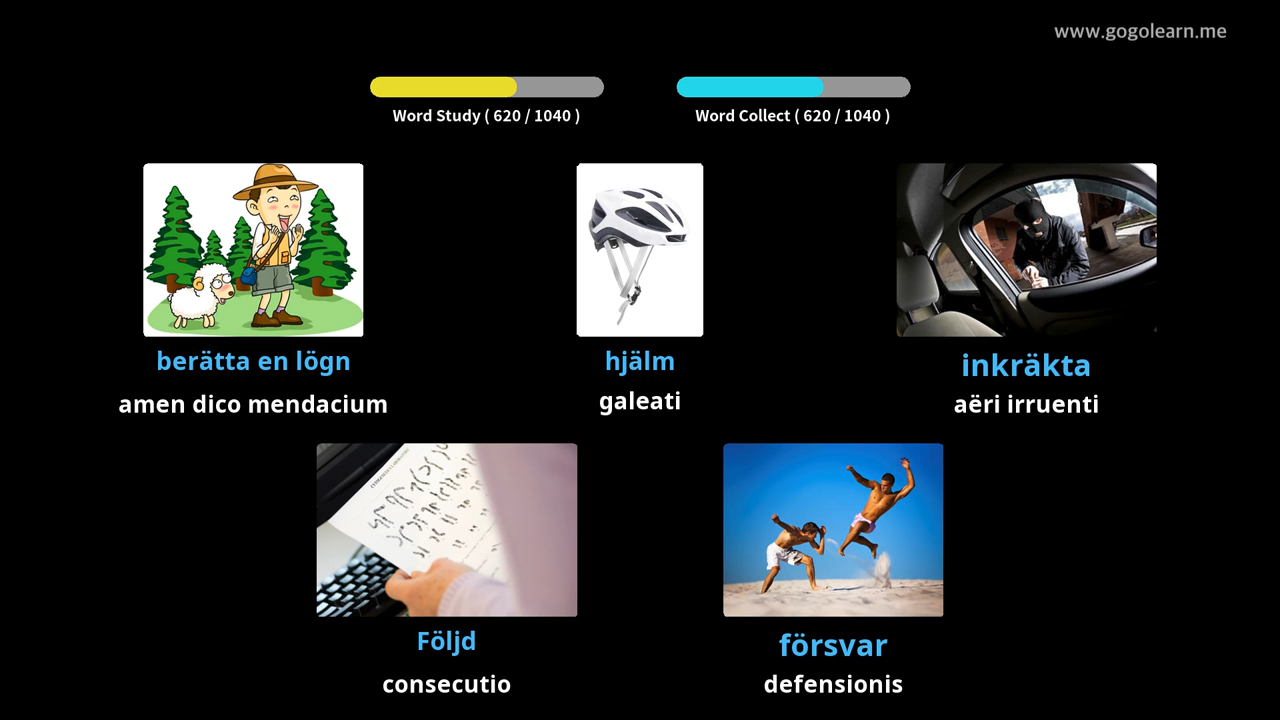 www.gogolearn.me
Word Study ( 620 / 1040 )
Word Collect ( 620 / 1040 )
berätta en lögn
amen dico mendacium
hjälm
galeati
inkräkta
aëri irruenti
Följd
consecutio
försvar
defensionis